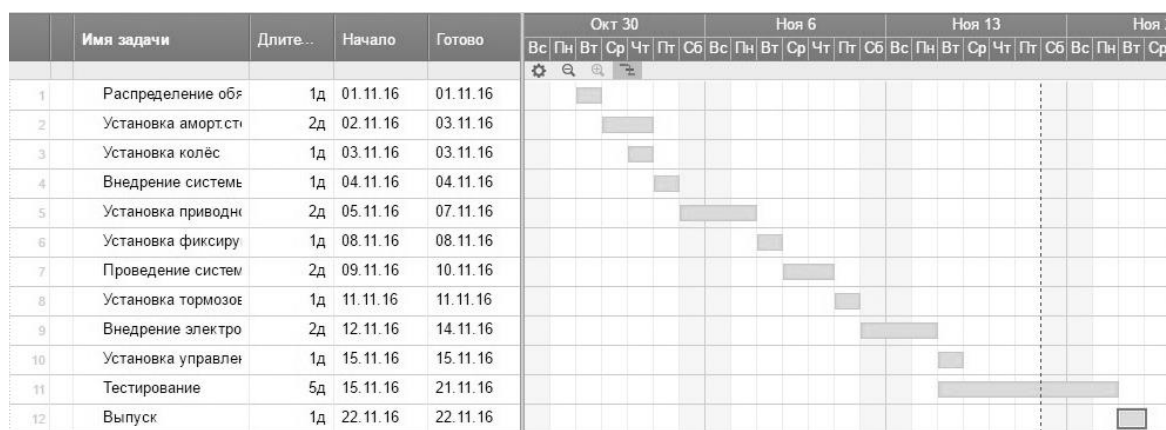 Окт 30 Ноя 6 Ноя 13 Ноя
Имя задачи Длите... Начало Готово
Вс Пн Вт Ср Чт Пт Сб Вс Пн Вт Ср Чт Пт Сб Вс Пн Вт Ср Чт Пт Сб Вс Пн Вт Ср
1 Распределение обя 1д 01.11.16 01.11.16
2 Установка аморт.сто 2д 02.11.16 03.11.16
3 Установка колёс 1д 03.11.16 03.11.16
4 Внедрение системь 1д 04.11.16 04.11.16
5 Установка приводно 2д 05.11.16 07.11.16
6 Установка фиксиру 1д 08.11.16 08.11.16
7 Проведение систем 2д 09.11.16 10.11.16
8 Установка тормозов 1д 11.11.16 11.11.16
9 Внедрение электро 2д 12.11.16 14.11.16
10 Установка управлен 1д 15.11.16 15.11.16
11 Тестирование 5д 15.11.16 21.11.16
12 Выпуск 1д 22.11.16 22.11.16